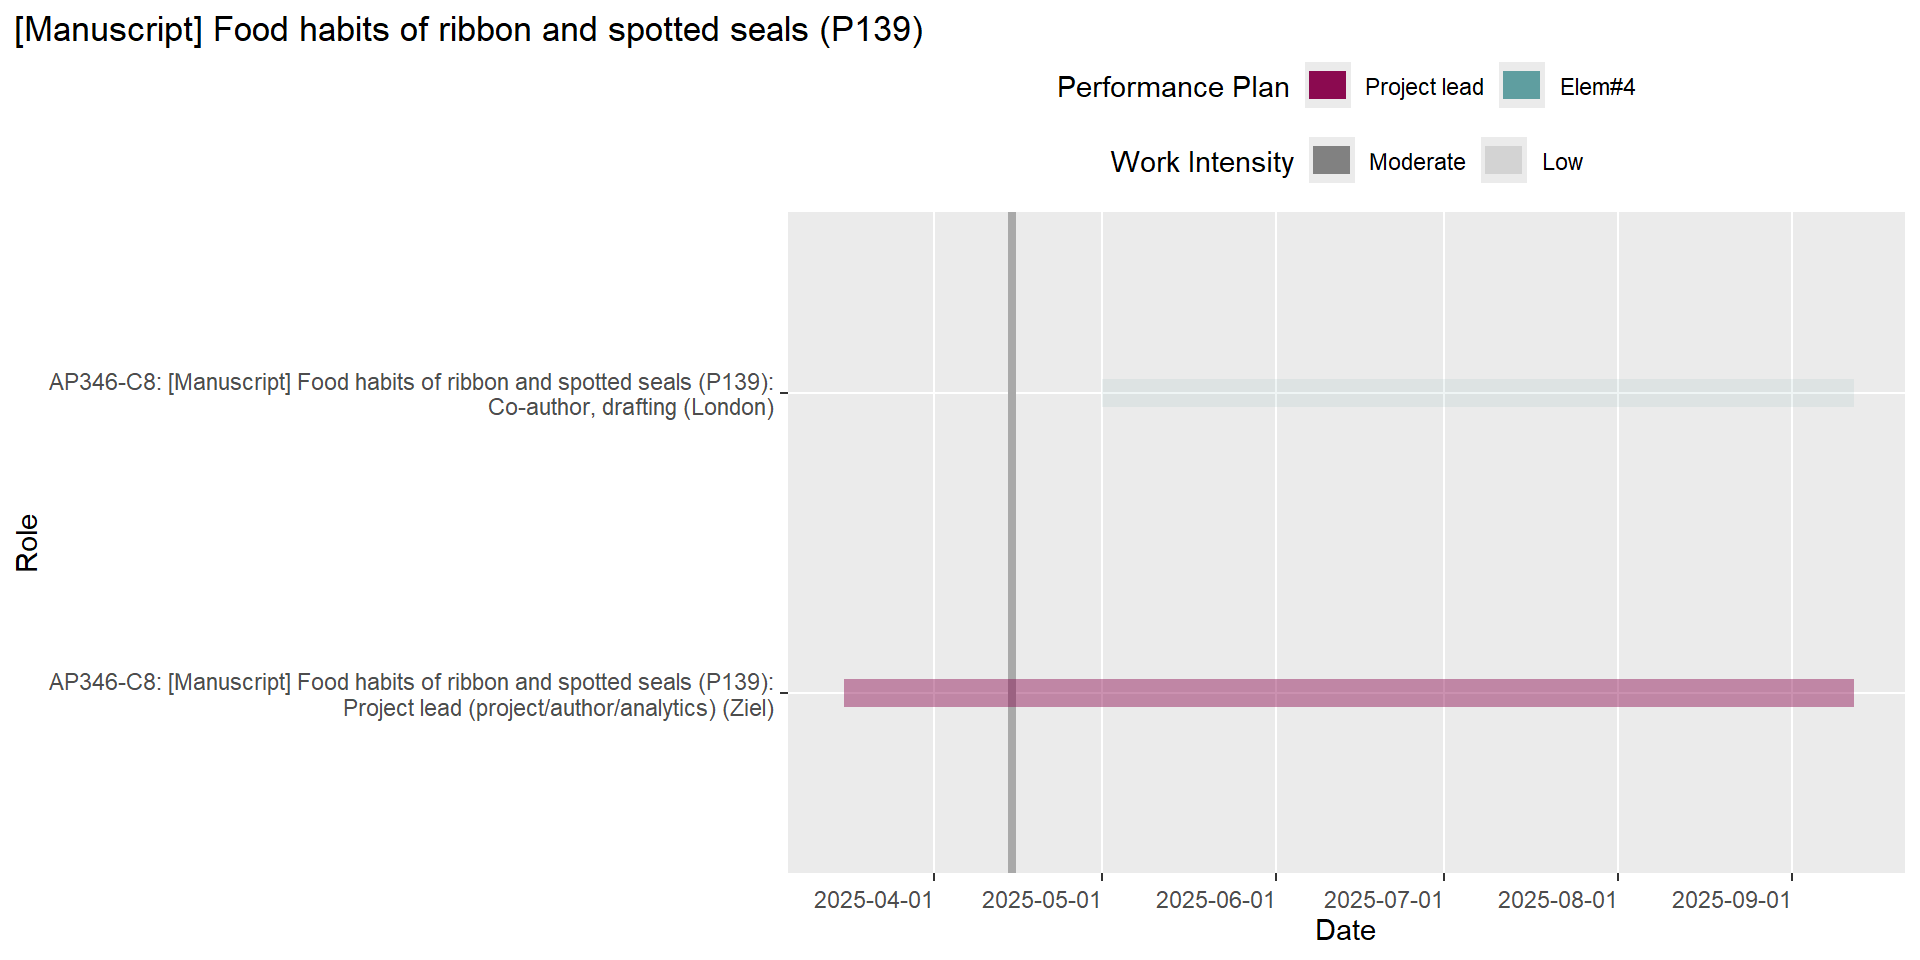 [Manuscript] Food habits of ribbon and spotted seals (P139)
Performance Plan
Project lead
Elem#4
Work Intensity
Moderate
Low
AP346-C8: [Manuscript] Food habits of ribbon and spotted seals (P139):
Co-author, drafting (London)
Role
AP346-C8: [Manuscript] Food habits of ribbon and spotted seals (P139):
Project lead (project/author/analytics) (Ziel)
2025-04-01
2025-05-01
2025-06-01
2025-07-01
2025-08-01
2025-09-01
Date